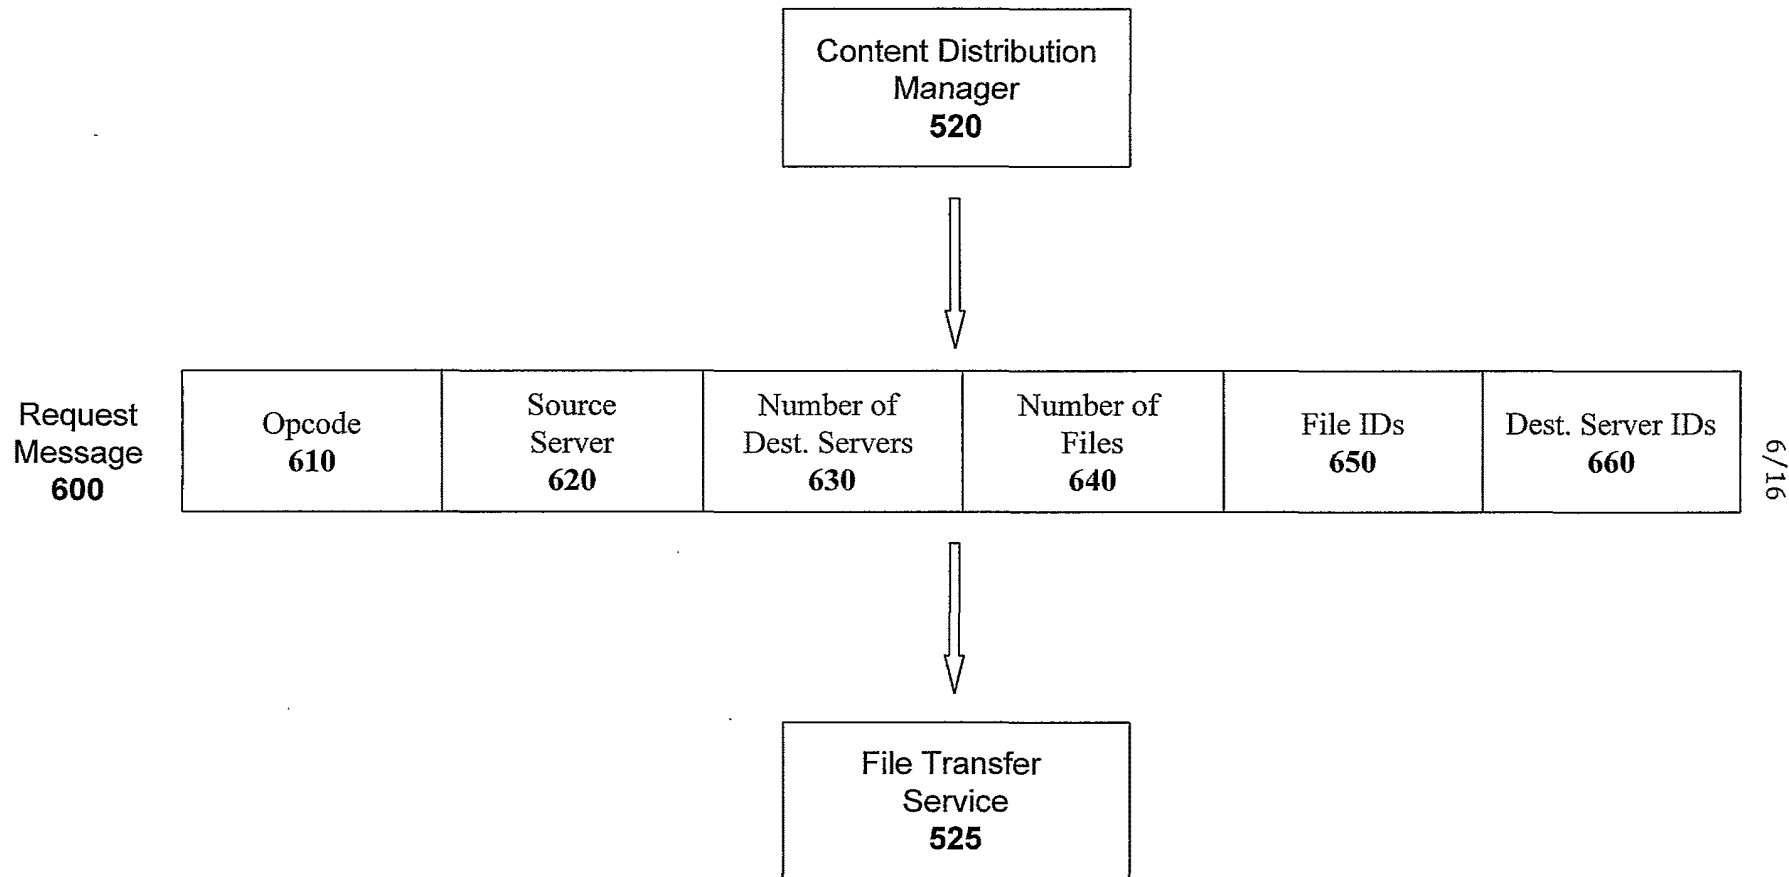 Content Distribution
Manager
520
Request
Message
600
Opcode
610
Source
Server
620
Number of
Dest. Servers
630
Number of
Files
640
File IDs
650
Dest. Server IDs
660
6/16
File Transfer
Service
525